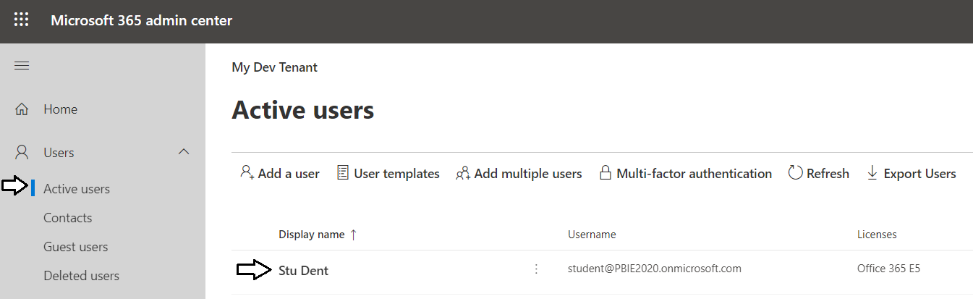 Microsoft 365 admin center
My Dev Tenant
Home
Active users
Users
Add a user User templates Add multiple users Multi-factor authentication Refresh Export Users
Active users
Contacts
Display name ↑ Username Licenses
Guest users
Stu Dent student@PBIE2020.onmicrosoft.com Office 365 E5
Deleted users